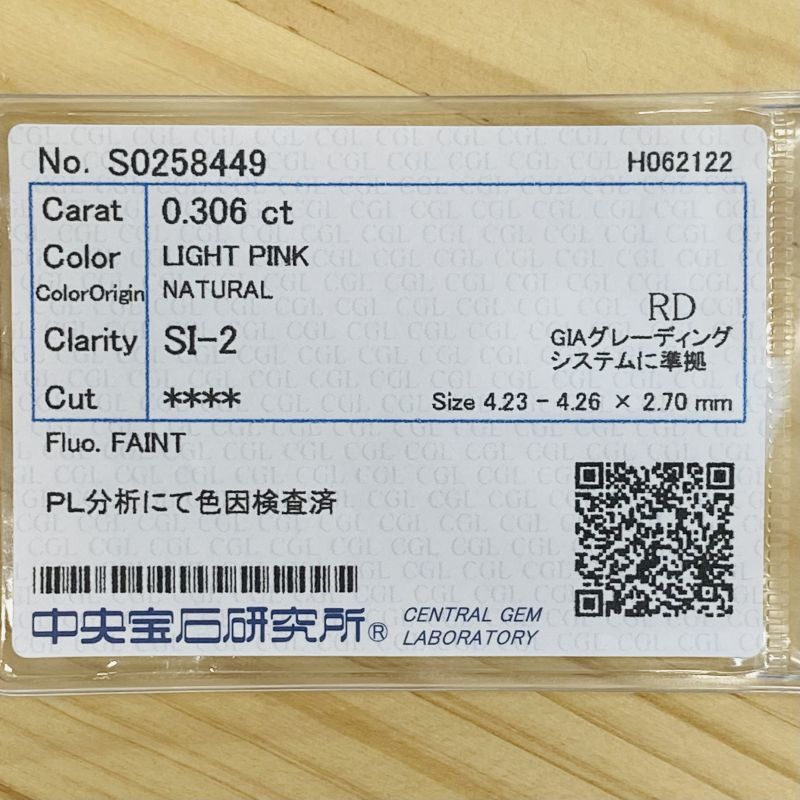 No. S0258449
H062122
Carat 0.306 ct
Color LIGHT PINK
ColorOrigin NATURAL
RD
Clarity SI-2
GIAグレーディング
システムに準拠
Cut ****
Size 4.23 - 4.26 × 2.70 mm
Fluo. FAINT
PL分析にて色因検査済
中央宝石研究所®
CENTRAL GEM
LABORATORY